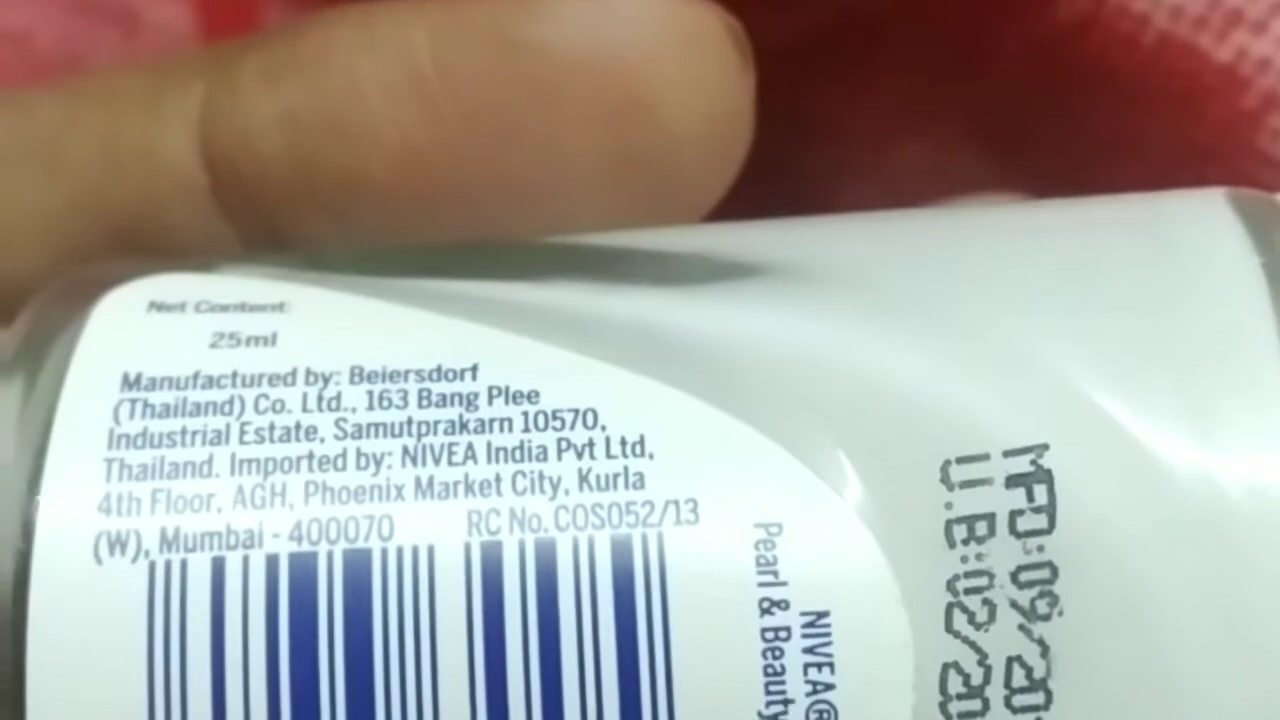 Net Content:
25ml
Manufactured by: Beiersdorf
(Thailand) Co. Ltd., 163 Bang Plee
Industrial Estate, Samutprakarn 10570,
Thailand. Imported by: NIVEA India Pvt Ltd,
4th Floor, AGH, Phoenix Market City, Kurla
(W), Mumbai - 400070 RC No. COS052/13
NIVEA®
Pearl & Beauty
MFD:09/20
U.B:02/20